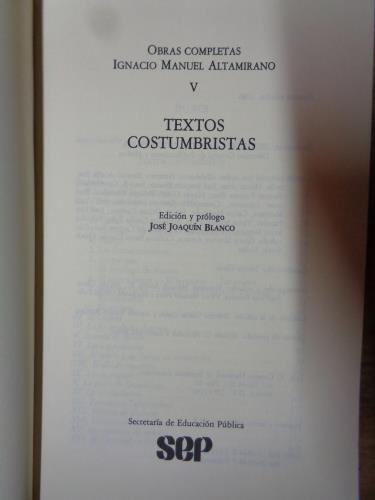 OBRAS COMPLETAS
IGNACIO MANUEL ALTAMIRANO
V
TEXTOS
COSTUMBRISTAS
Edición y prólogo
JOSÉ JOAQUÍN BLANCO
Secretaría de Educación Pública
SEP